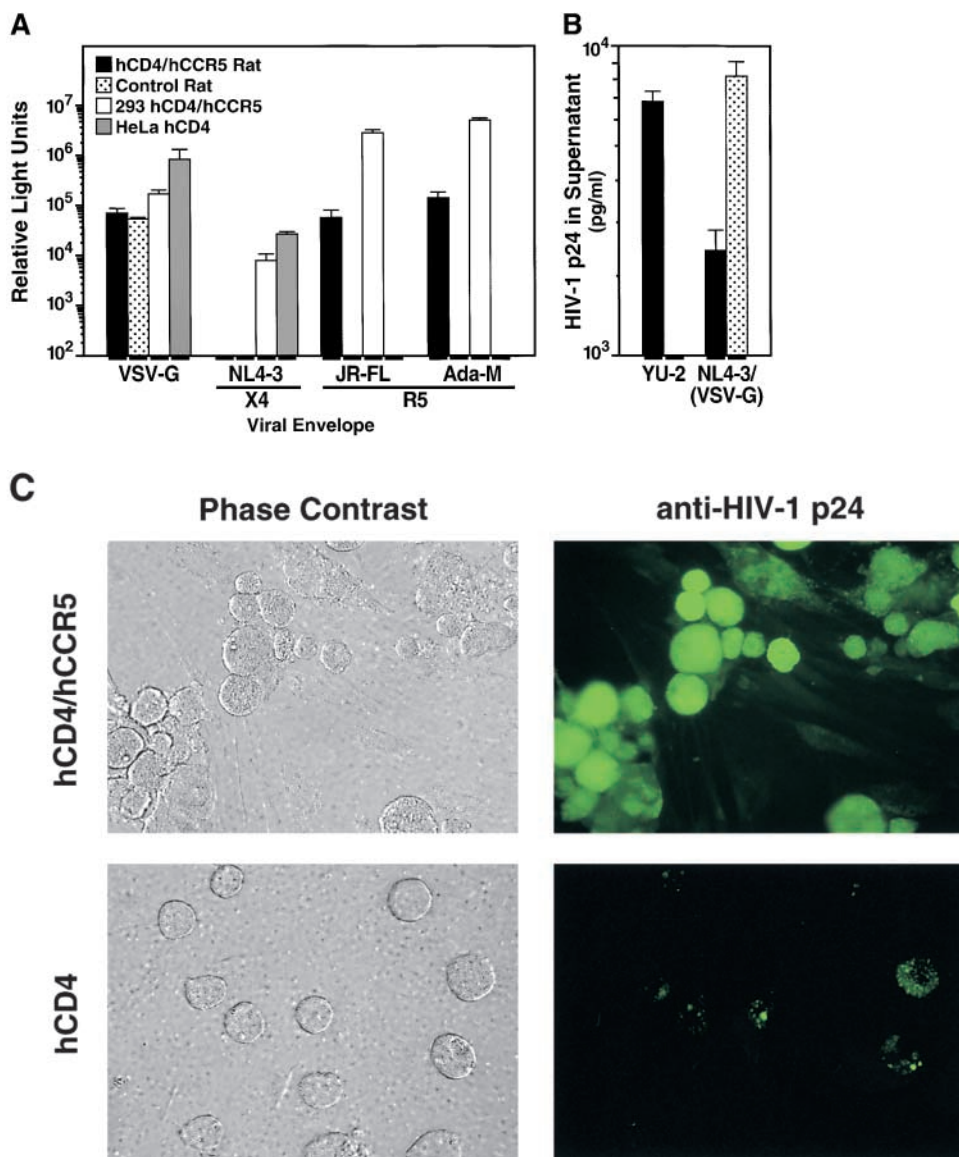 A
Relative Light Units
10^7
10^6
10^5
10^4
10^3
10^2
hCD4/hCCR5 Rat
Control Rat
293 hCD4/hCCR5
HeLa hCD4
VSV-G NL4-3 JR-FL Ada-M
X4 R5
Viral Envelope
B
HIV-1 p24 in Supernatant
(pg/ml)
10^4
10^3
YU-2 NL4-3/
(VSV-G)
C
Phase Contrast anti-HIV-1 p24
hCD4/hCCR5
hCD4